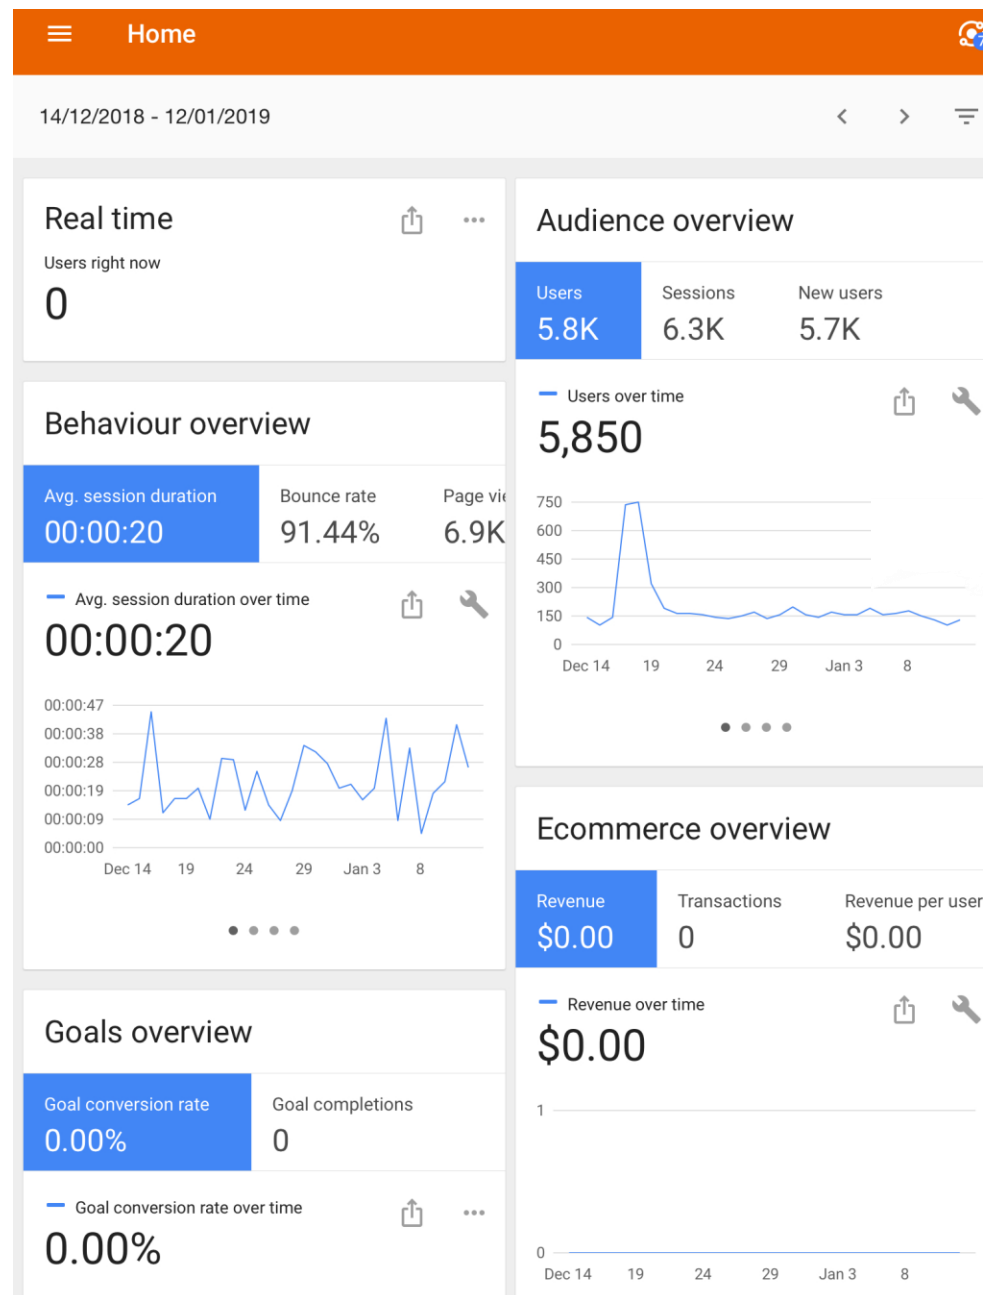 Home
7
14/12/2018 - 12/01/2019
Real time
Users right now
0
Behaviour overview
Avg. session duration
00:00:20
Bounce rate
91.44%
Page vie
6.9K
Avg. session duration over time
00:00:20
00:00:47
00:00:38
00:00:28
00:00:19
00:00:09
00:00:00
Dec 14 19 24 29 Jan 3 8
Goals overview
Goal conversion rate
0.00%
Goal completions
0
Goal conversion rate over time
0.00%
Audience overview
Users
5.8K
Sessions
6.3K
New users
5.7K
Users over time
5,850
750
600
450
300
150
0
Dec 14 19 24 29 Jan 3 8
Ecommerce overview
Revenue
$0.00
Transactions
0
Revenue per user
$0.00
Revenue over time
$0.00
1
0
Dec 14 19 24 29 Jan 3 8